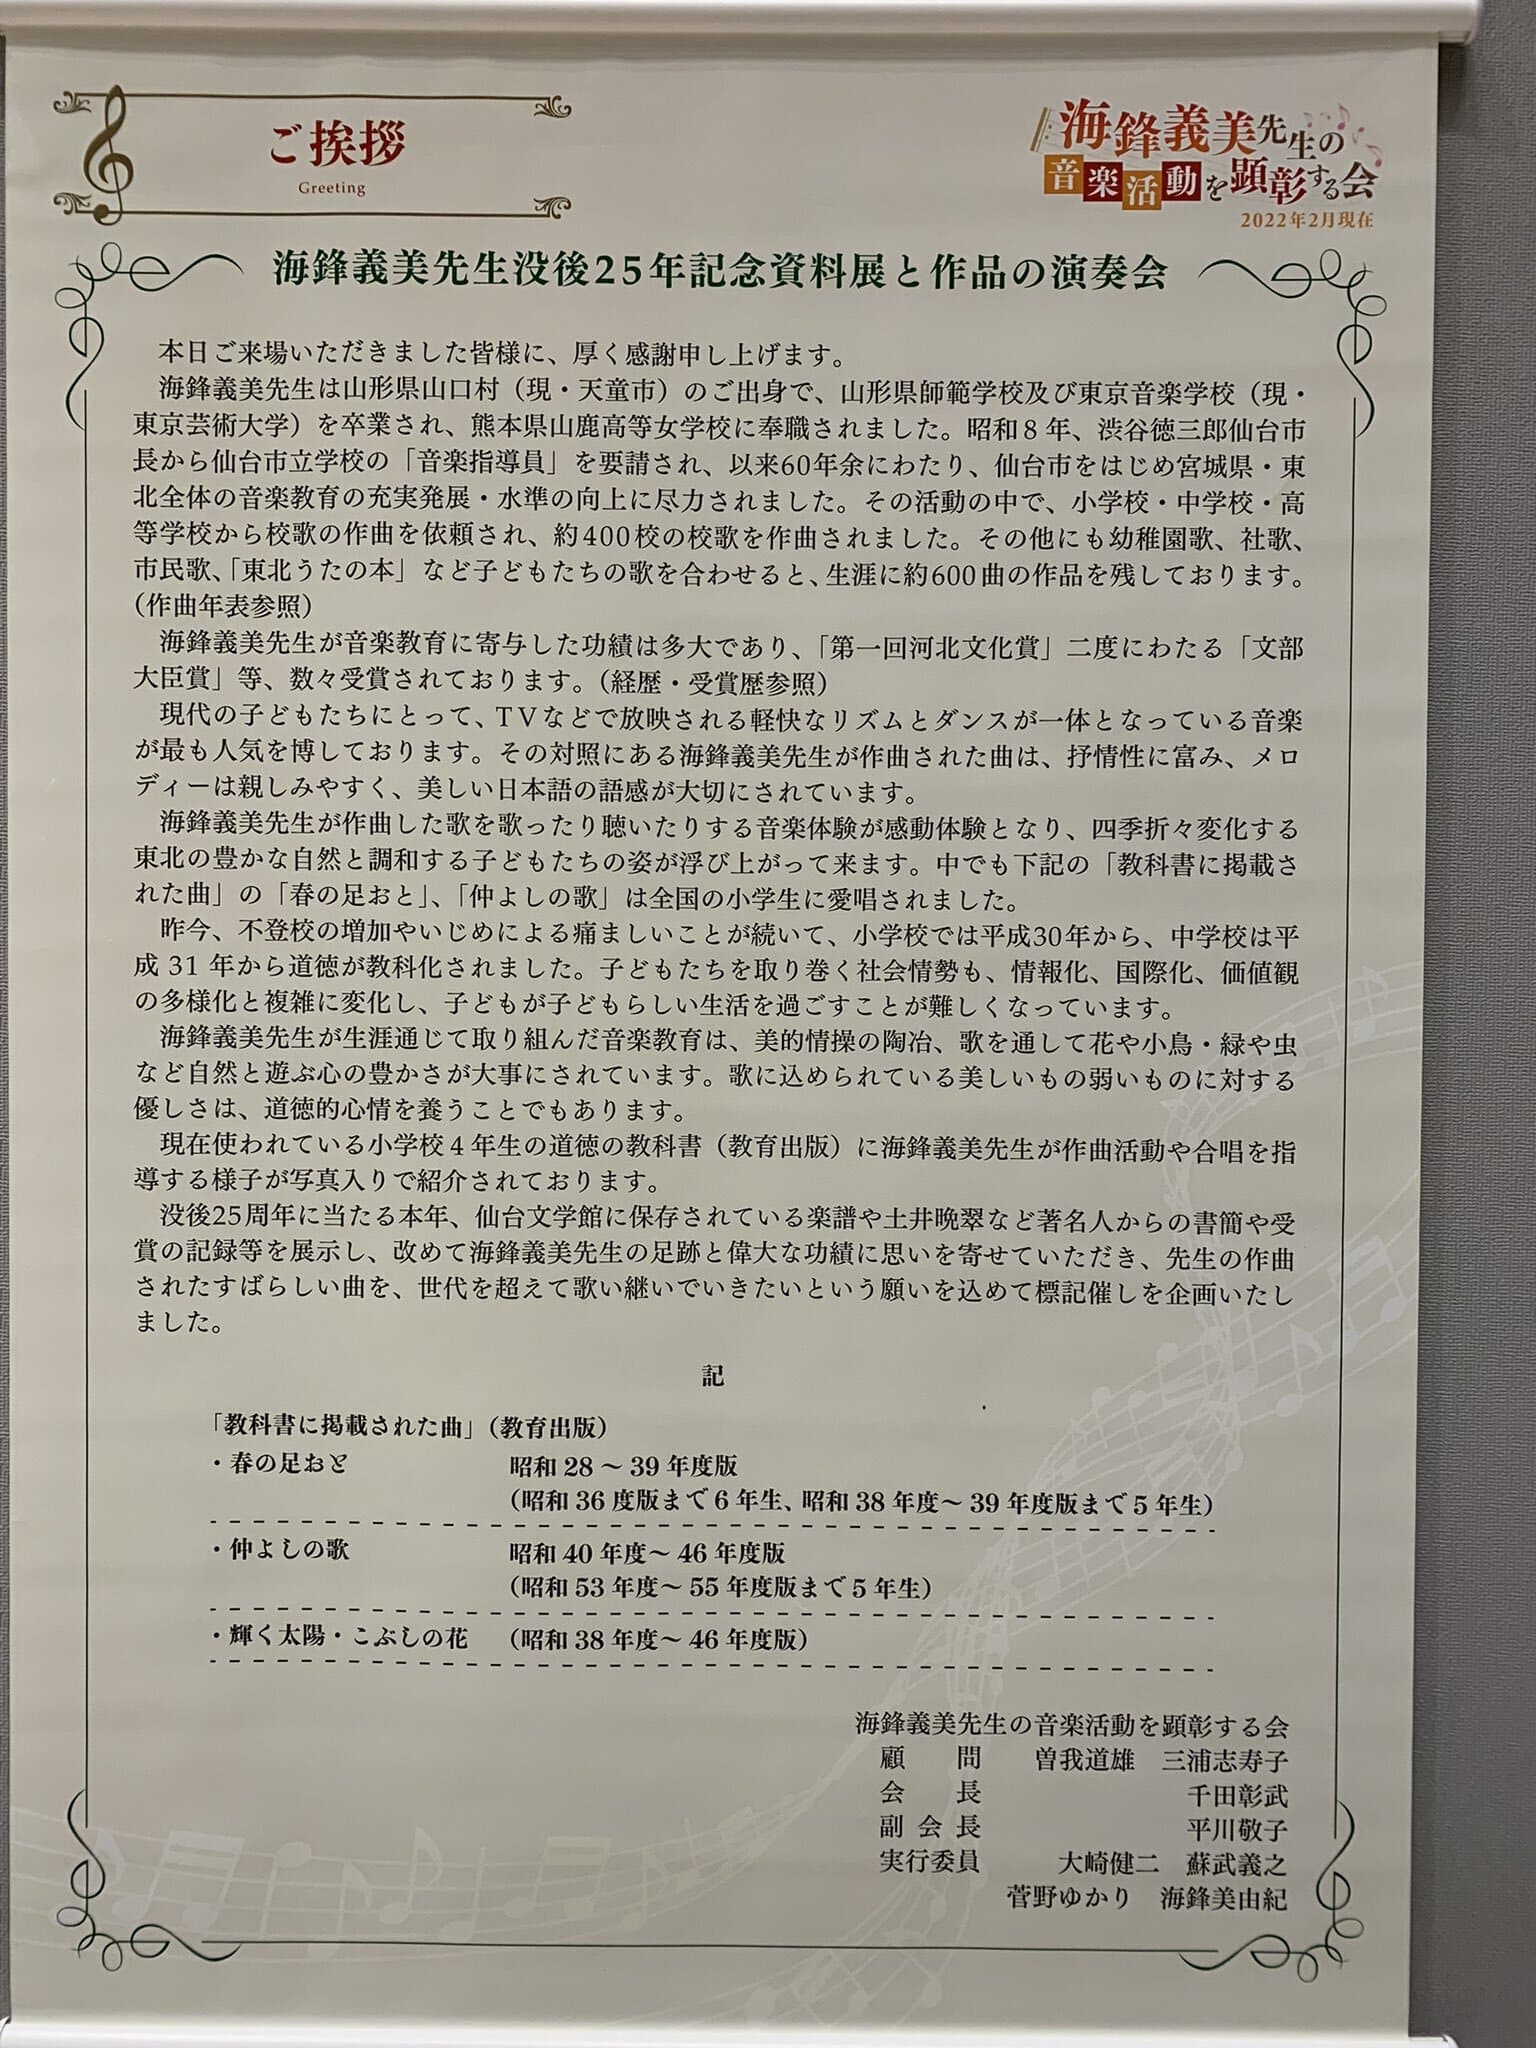 ご挨拶
Greeting
海鋒義美先生の
音楽活動を顕彰する会
2022年2月現在
海鋒義美先生没後25年記念資料展と作品の演奏会
本日ご来場いただきました皆様に、厚く感謝申し上げます。
海鋒義美先生は山形県山口村（現・天童市）のご出身で、山形県師範学校及び東京音楽学校（現・
東京芸術大学）を卒業され、熊本県山鹿高等女学校に奉職されました。昭和８年、渋谷徳三郎仙台市
長から仙台市立学校の「音楽指導員」を要請され、以来60年余にわたり、仙台市をはじめ宮城県・東
北全体の音楽教育の充実発展・水準の向上に尽力されました。その活動の中で、小学校・中学校・高
等学校から校歌の作曲を依頼され、約400校の校歌を作曲されました。その他にも幼稚園歌、社歌、
市民歌、「東北うたの本」など子どもたちの歌を合わせると、生涯に約600曲の作品を残しております。
（作曲年表参照）
海鋒義美先生が音楽教育に寄与した功績は多大であり、「第一回河北文化賞」二度にわたる「文部
大臣賞」等、数々受賞されております。（経歴・受賞歴参照）
現代の子どもたちにとって、TVなどで放映される軽快なリズムとダンスが一体となっている音楽
が最も人気を博しております。その対照にある海鋒義美先生が作曲された曲は、抒情性に富み、メロ
ディーは親しみやすく、美しい日本語の語感が大切にされています。
海鋒義美先生が作曲した歌を歌ったり聴いたりする音楽体験が感動体験となり、四季折々変化する
東北の豊かな自然と調和する子どもたちの姿が浮び上がって来ます。中でも下記の「教科書に掲載さ
れた曲」の「春の足おと」、「仲よしの歌」は全国の小学生に愛唱されました。
昨今、不登校の増加やいじめによる痛ましいことが続いて、小学校では平成30年から、中学校は平
成 31 年から道徳が教科化されました。子どもたちを取り巻く社会情勢も、情報化、国際化、価値観
の多様化と複雑に変化し、子どもが子どもらしい生活を過ごすことが難しくなっています。
海鋒義美先生が生涯通じて取り組んだ音楽教育は、美的情操の陶冶、歌を通して花や小鳥・緑や虫
など自然と遊ぶ心の豊かさが大事にされています。歌に込められている美しいもの弱いものに対する
優しさは、道徳的心情を養うことでもあります。
現在使われている小学校４年生の道徳の教科書（教育出版）に海鋒義美先生が作曲活動や合唱を指
導する様子が写真入りで紹介されております。
没後25周年に当たる本年、仙台文学館に保存されている楽譜や土井晩翠など著名人からの書簡や受
賞の記録等を展示し、改めて海鋒義美先生の足跡と偉大な功績に思いを寄せていただき、先生の作曲
されたすばらしい曲を、世代を超えて歌い継いでいきたいという願いを込めて標記催しを企画いたし
ました。
記
「教科書に掲載された曲」（教育出版）
・春の足おと 昭和 28 ～ 39 年度版
（昭和 36 度版まで６年生、昭和 38 年度～ 39 年度版まで５年生）
・仲よしの歌 昭和 40 年度～ 46 年度版
（昭和 53 年度～ 55 年度版まで５年生）
・輝く太陽・こぶしの花 （昭和 38 年度～ 46 年度版）
海鋒義美先生の音楽活動を顕彰する会
顧　問 曽我道雄 三浦志寿子
会　長 千田彰武
副会長 平川敬子
実行委員 大崎健二 蘇武義之
菅野ゆかり 海鋒美由紀